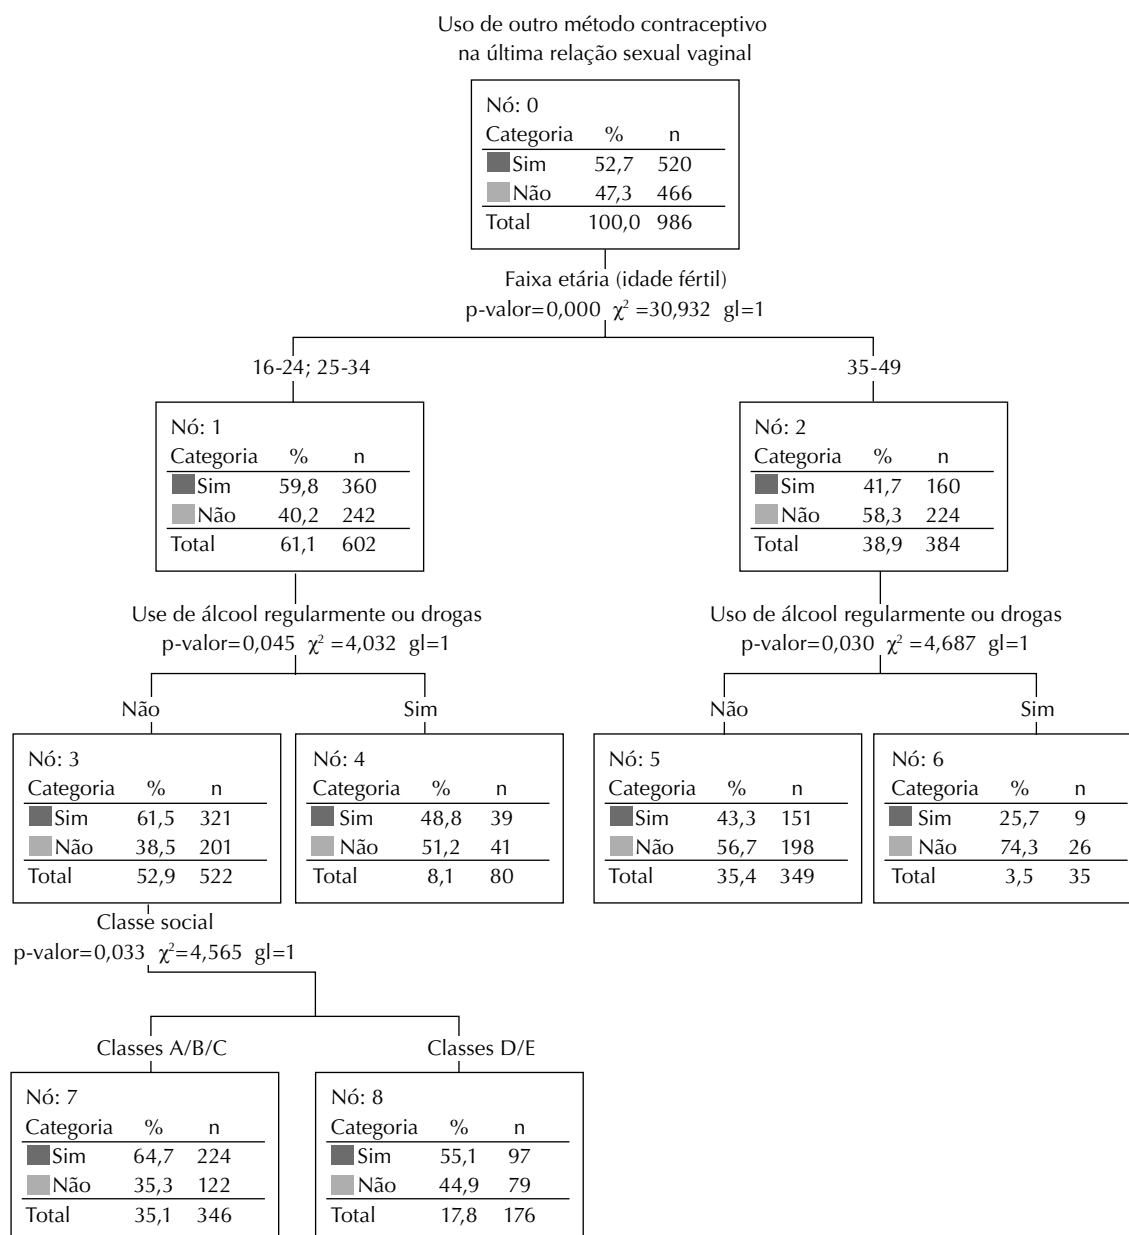 Uso de outro método contraceptivo
na última relação sexual vaginal
Nó: 0
Categoria % n
Sim 52,7 520
Não 47,3 466
Total 100,0 986
Faixa etária (idade fértil)
p-valor=0,000 χ² =30,932 gl=1
16-24; 25-34
35-49
Nó: 1
Categoria % n
Sim 59,8 360
Não 40,2 242
Total 61,1 602
Nó: 2
Categoria % n
Sim 41,7 160
Não 58,3 224
Total 38,9 384
Use de álcool regularmente ou drogas
p-valor=0,045 χ² =4,032 gl=1
Uso de álcool regularmente ou drogas
p-valor=0,030 χ² =4,687 gl=1
Não
Sim
Não
Sim
Nó: 3
Categoria % n
Sim 61,5 321
Não 38,5 201
Total 52,9 522
Nó: 4
Categoria % n
Sim 48,8 39
Não 51,2 41
Total 8,1 80
Nó: 5
Categoria % n
Sim 43,3 151
Não 56,7 198
Total 35,4 349
Nó: 6
Categoria % n
Sim 25,7 9
Não 74,3 26
Total 3,5 35
Classe social
p-valor=0,033 χ²=4,565 gl=1
Classes A/B/C
Classes D/E
Nó: 7
Categoria % n
Sim 64,7 224
Não 35,3 122
Total 35,1 346
Nó: 8
Categoria % n
Sim 55,1 97
Não 44,9 79
Total 17,8 176